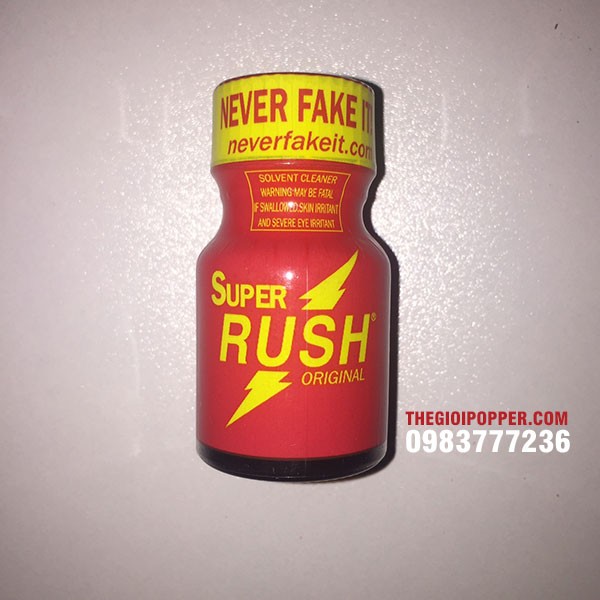 NEVER FAKE IT!
neverfakeit.com
SOLVENT CLEANER
WARNING MAY BE FATAL
IF SWALLOWED.SKIN IRRITANT
AND SEVERE EYE IRRITANT
SUPER
RUSH®
ORIGINAL
THEGIOIPOPPER.COM
0983777236